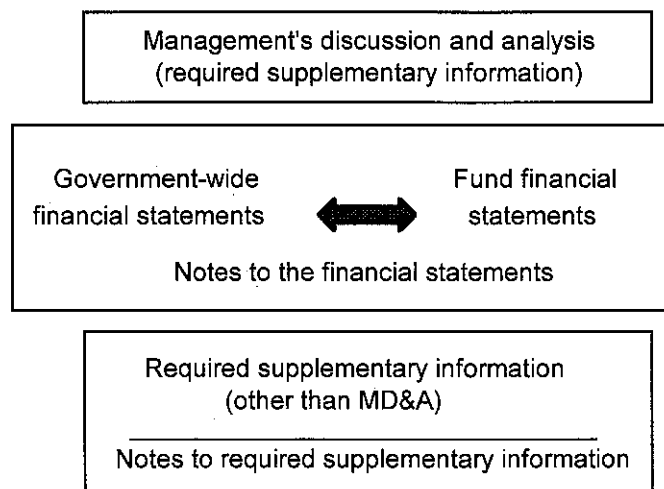 Management's discussion and analysis
(required supplementary information)
Government-wide
financial statements
Fund financial
statements
Notes to the financial statements
Required supplementary information
(other than MD&A)
Notes to required supplementary information